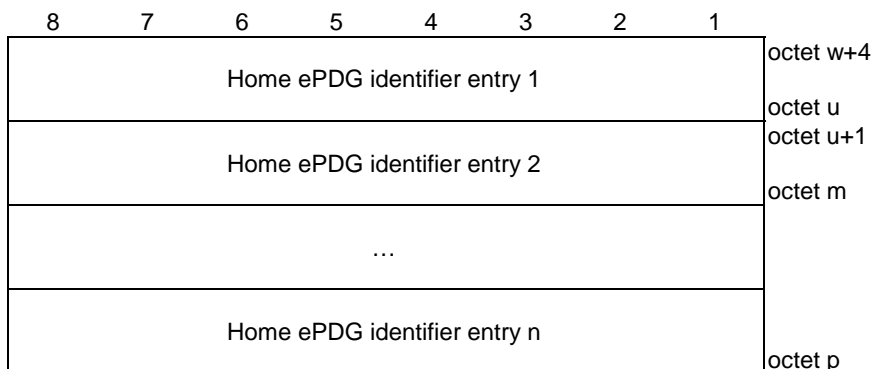 8 7 6 5 4 3 2 1
octet w+4
Home ePDG identifier entry 1
octet u
octet u+1
Home ePDG identifier entry 2
octet m
…
Home ePDG identifier entry n
octet p